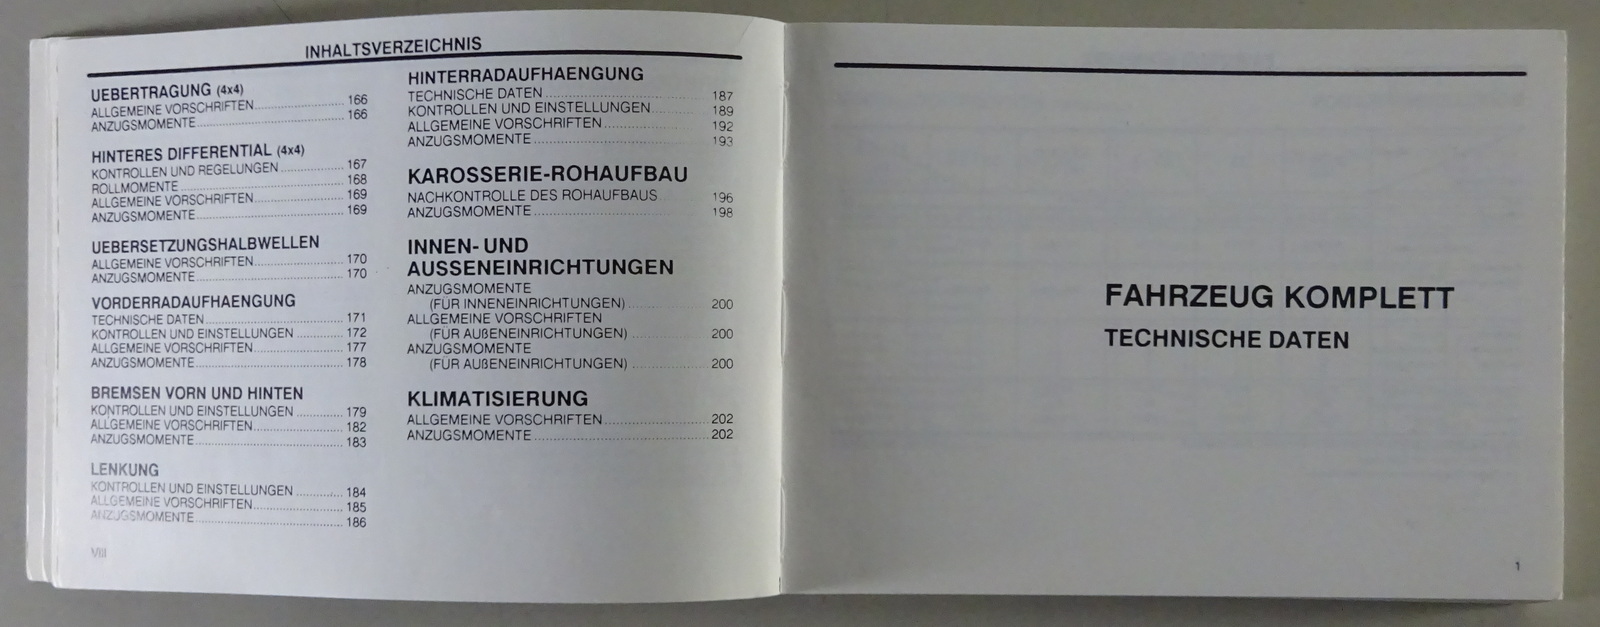 INHALTSVERZEICHNIS
UEBERTRAGUNG (4x4)
ALLGEMEINE VORSCHRIFTEN 166
ANZUGSMOMENTE 166
HINTERES DIFFERENTIAL (4x4)
KONTROLLEN UND REGELUNGEN 167
ROLLMOMENTE 168
ALLGEMEINE VORSCHRIFTEN 169
ANZUGSMOMENTE 169
UEBERSETZUNGSHALBWELLEN
ALLGEMEINE VORSCHRIFTEN 170
ANZUGSMOMENTE 170
VORDERRADAUFHAENGUNG
TECHNISCHE DATEN 171
KONTROLLEN UND EINSTELLUNGEN 172
ALLGEMEINE VORSCHRIFTEN 177
ANZUGSMOMENTE 178
BREMSEN VORN UND HINTEN
KONTROLLEN UND EINSTELLUNGEN 179
ALLGEMEINE VORSCHRIFTEN 182
ANZUGSMOMENTE 183
LENKUNG
KONTROLLEN UND EINSTELLUNGEN 184
ALLGEMEINE VORSCHRIFTEN 185
ANZUGSMOMENTE 186
VIII
HINTERRADAUFHAENGUNG
TECHNISCHE DATEN 187
KONTROLLEN UND EINSTELLUNGEN 189
ALLGEMEINE VORSCHRIFTEN 192
ANZUGSMOMENTE 193
KAROSSERIE-ROHAUFBAU
NACHKONTROLLE DES ROHAUFBAUS 196
ANZUGSMOMENTE 198
INNEN- UND
AUSSENEINRICHTUNGEN
ANZUGSMOMENTE
(FÜR INNENEINRICHTUNGEN) 200
ALLGEMEINE VORSCHRIFTEN
(FÜR AUßENEINRICHTUNGEN) 200
ANZUGSMOMENTE
(FÜR AUßENEINRICHTUNGEN) 200
KLIMATISIERUNG
ALLGEMEINE VORSCHRIFTEN 202
ANZUGSMOMENTE 202
FAHRZEUG KOMPLETT
TECHNISCHE DATEN
1